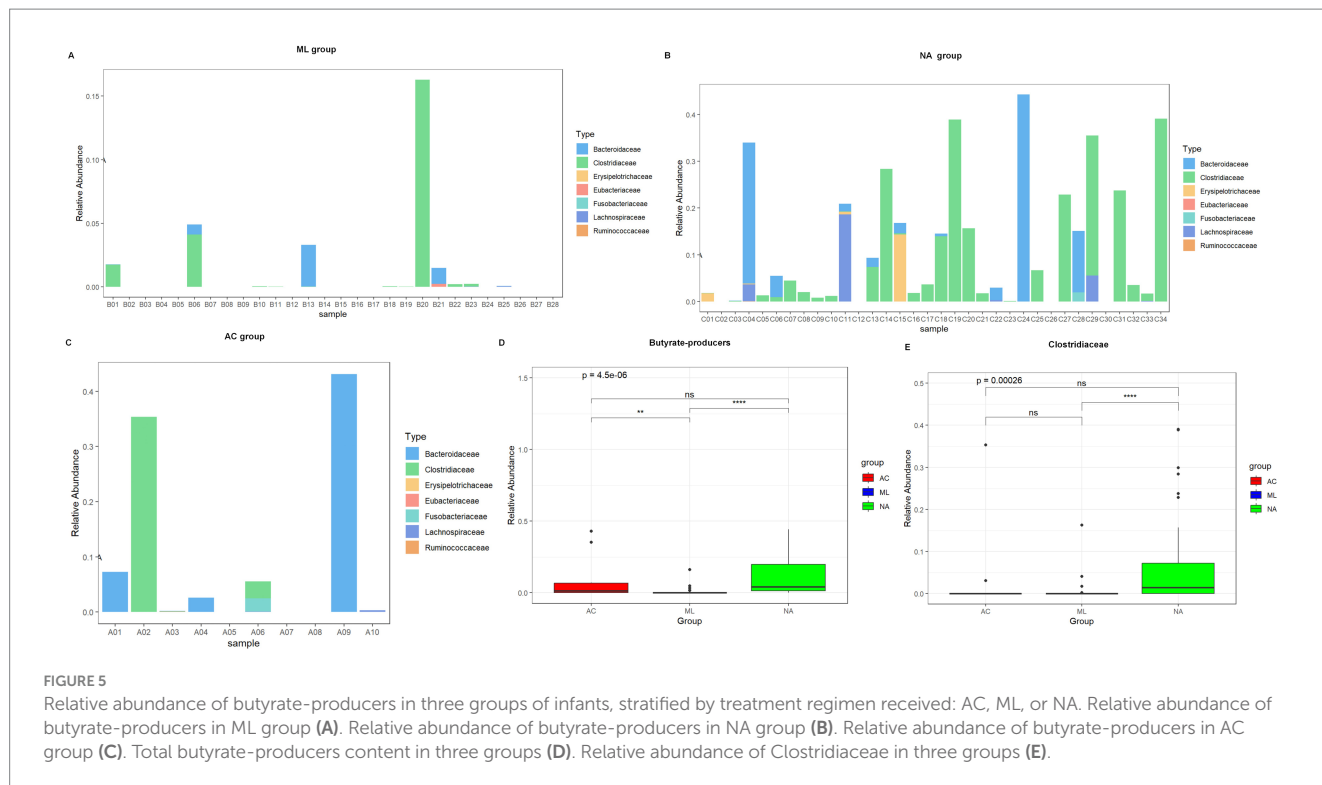 A
ML group
0.15
0.10
0.05
0.00
Relative Abundance
B01 B02 B03 B04 B05 B06 B07 B08 B09 B10 B11 B12 B13 B14 B15 B16 B17 B18 B19 B20 B21 B22 B23 B24 B25 B26 B27 B28
sample
Type
Bacteroidaceae
Clostridiaceae
Erysipelotrichaceae
Eubacteriaceae
Fusobacteriaceae
Lachnospiraceae
Ruminococcaceae
B
NA group
0.4
0.3
0.2
0.1
0.0
Relative Abundance
C01 C02 C03 C04 C05 C06 C07 C08 C09 C10 C11 C12 C13 C14 C15 C16 C17 C18 C19 C20 C21 C22 C23 C24 C25 C26 C27 C28 C29 C30 C31 C32 C33 C34
sample
Type
Bacteroidaceae
Clostridiaceae
Erysipelotrichaceae
Eubacteriaceae
Fusobacteriaceae
Lachnospiraceae
Ruminococcaceae
C
AC group
0.4
0.3
0.2
0.1
0.0
Relative Abundance
A01 A02 A03 A04 A05 A06 A07 A08 A09 A10
sample
Type
Bacteroidaceae
Clostridiaceae
Erysipelotrichaceae
Eubacteriaceae
Fusobacteriaceae
Lachnospiraceae
Ruminococcaceae
D
Butyrate-producers
p = 4.5e-06
ns
**
****
1.5
1.0
0.5
0.0
Relative Abundance
AC ML NA
Group
group
AC
ML
NA
E
Clostridiaceae
p = 0.00026
ns
ns
****
0.5
0.4
0.3
0.2
0.1
0.0
Relative Abundance
AC ML NA
Group
group
AC
ML
NA
FIGURE 5
Relative abundance of butyrate-producers in three groups of infants, stratified by treatment regimen received: AC, ML, or NA. Relative abundance of
butyrate-producers in ML group (A). Relative abundance of butyrate-producers in NA group (B). Relative abundance of butyrate-producers in AC
group (C). Total butyrate-producers content in three groups (D). Relative abundance of Clostridiaceae in three groups (E).